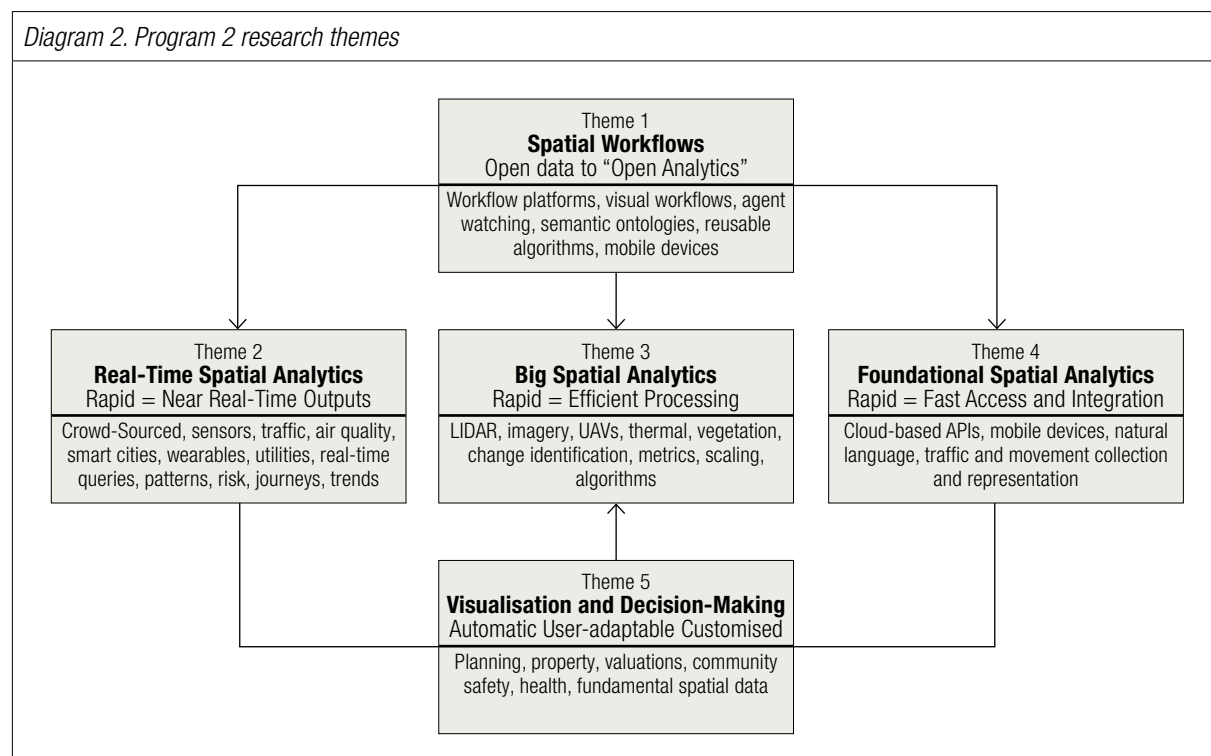 Diagram 2. Program 2 research themes
Theme 1
Spatial Workflows
Open data to “Open Analytics”
Workflow platforms, visual workflows, agent
watching, semantic ontologies, reusable
algorithms, mobile devices
Theme 2
Real-Time Spatial Analytics
Rapid = Near Real-Time Outputs
Crowd-Sourced, sensors, traffic, air quality,
smart cities, wearables, utilities, real-time
queries, patterns, risk, journeys, trends
Theme 3
Big Spatial Analytics
Rapid = Efficient Processing
LIDAR, imagery, UAVs, thermal, vegetation,
change identification, metrics, scaling,
algorithms
Theme 4
Foundational Spatial Analytics
Rapid = Fast Access and Integration
Cloud-based APIs, mobile devices, natural
language, traffic and movement collection
and representation
Theme 5
Visualisation and Decision-Making
Automatic User-adaptable Customised
Planning, property, valuations, community
safety, health, fundamental spatial data